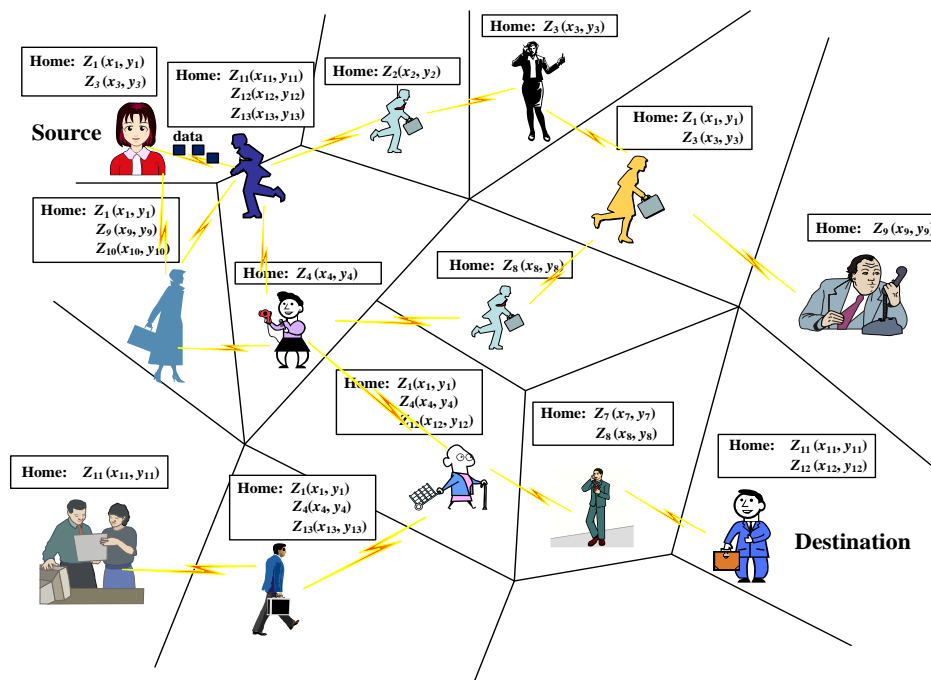 Home: Z3(x3, y3)
Home: Z1(x1, y1)
Z3(x3, y3)
Home: Z11(x11, y11)
Z12(x12, y12)
Z13(x13, y13)
Home: Z2(x2, y2)
Source
data
Home: Z1(x1, y1)
Z3(x3, y3)
Home: Z1(x1, y1)
Z9(x9, y9)
Z10(x10, y10)
Home: Z9(x9, y9)
Home: Z4(x4, y4)
Home: Z8(x8, y8)
Home: Z1(x1, y1)
Z4(x4, y4)
Z12(x12, y12)
Home: Z7(x7, y7)
Z8(x8, y8)
Home: Z11(x11, y11)
Z12(x12, y12)
Home: Z11(x11, y11)
Home: Z1(x1, y1)
Z4(x4, y4)
Z13(x13, y13)
Destination